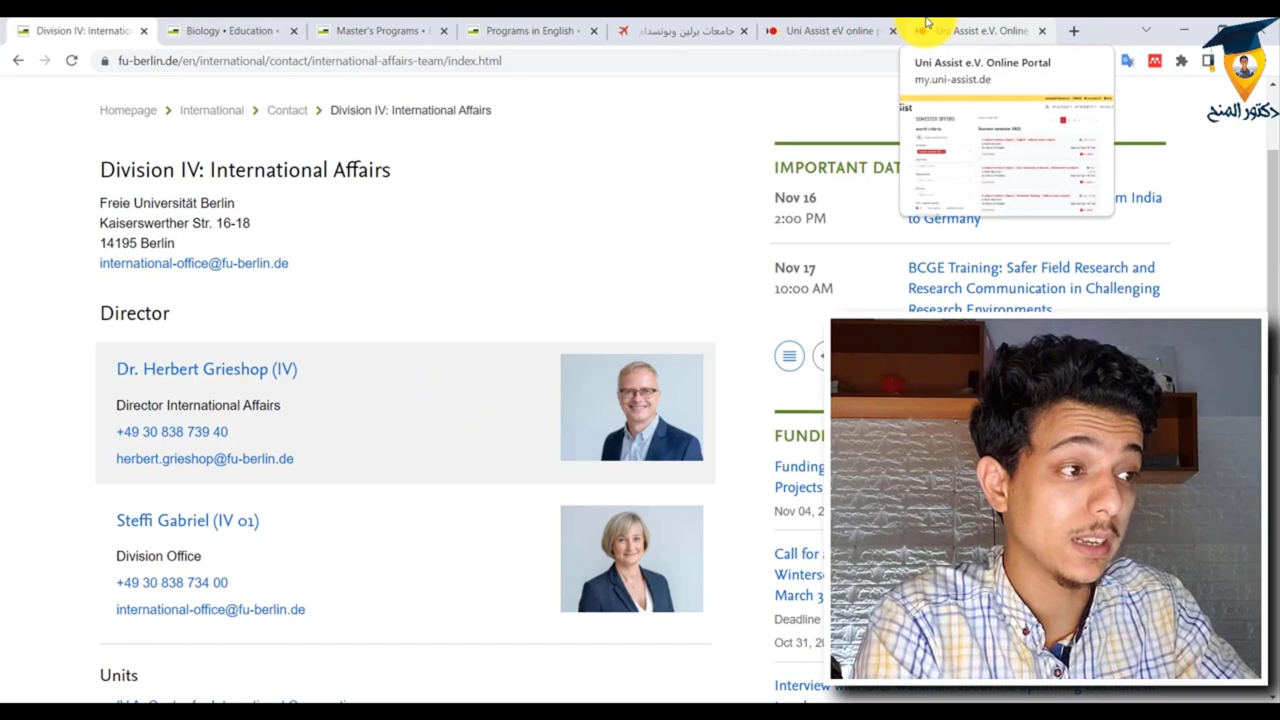 Division IV: Internatio
Biology • Education •
Master's Programs • E
Programs in English •
جامعات برلين وبوتسدام
Uni Assist eV online p
Uni Assist e.V. Online
fu-berlin.de/en/international/contact/international-affairs-team/index.html
Uni Assist e.V. Online Portal
my.uni-assist.de
دكتور المنح
Homepage
International
Contact
Division IV: International Affairs
Division IV: International Affairs
Freie Universität Berlin
Kaiserswerther Str. 16-18
14195 Berlin
international-office@fu-berlin.de
Director
Dr. Herbert Grieshop (IV)
Director International Affairs
+49 30 838 739 40
herbert.grieshop@fu-berlin.de
Steffi Gabriel (IV 01)
Division Office
+49 30 838 734 00
international-office@fu-berlin.de
Units
IMPORTANT DAT
Nov 16
2:00 PM
m India
to Germany
Nov 17
10:00 AM
BCGE Training: Safer Field Research and
Research Communication in Challenging
Research Environments
FUNDI
Funding
Projects
Nov 04, 2
Call for a
Winterse
March 3
Deadline
Oct 31, 20
Interview